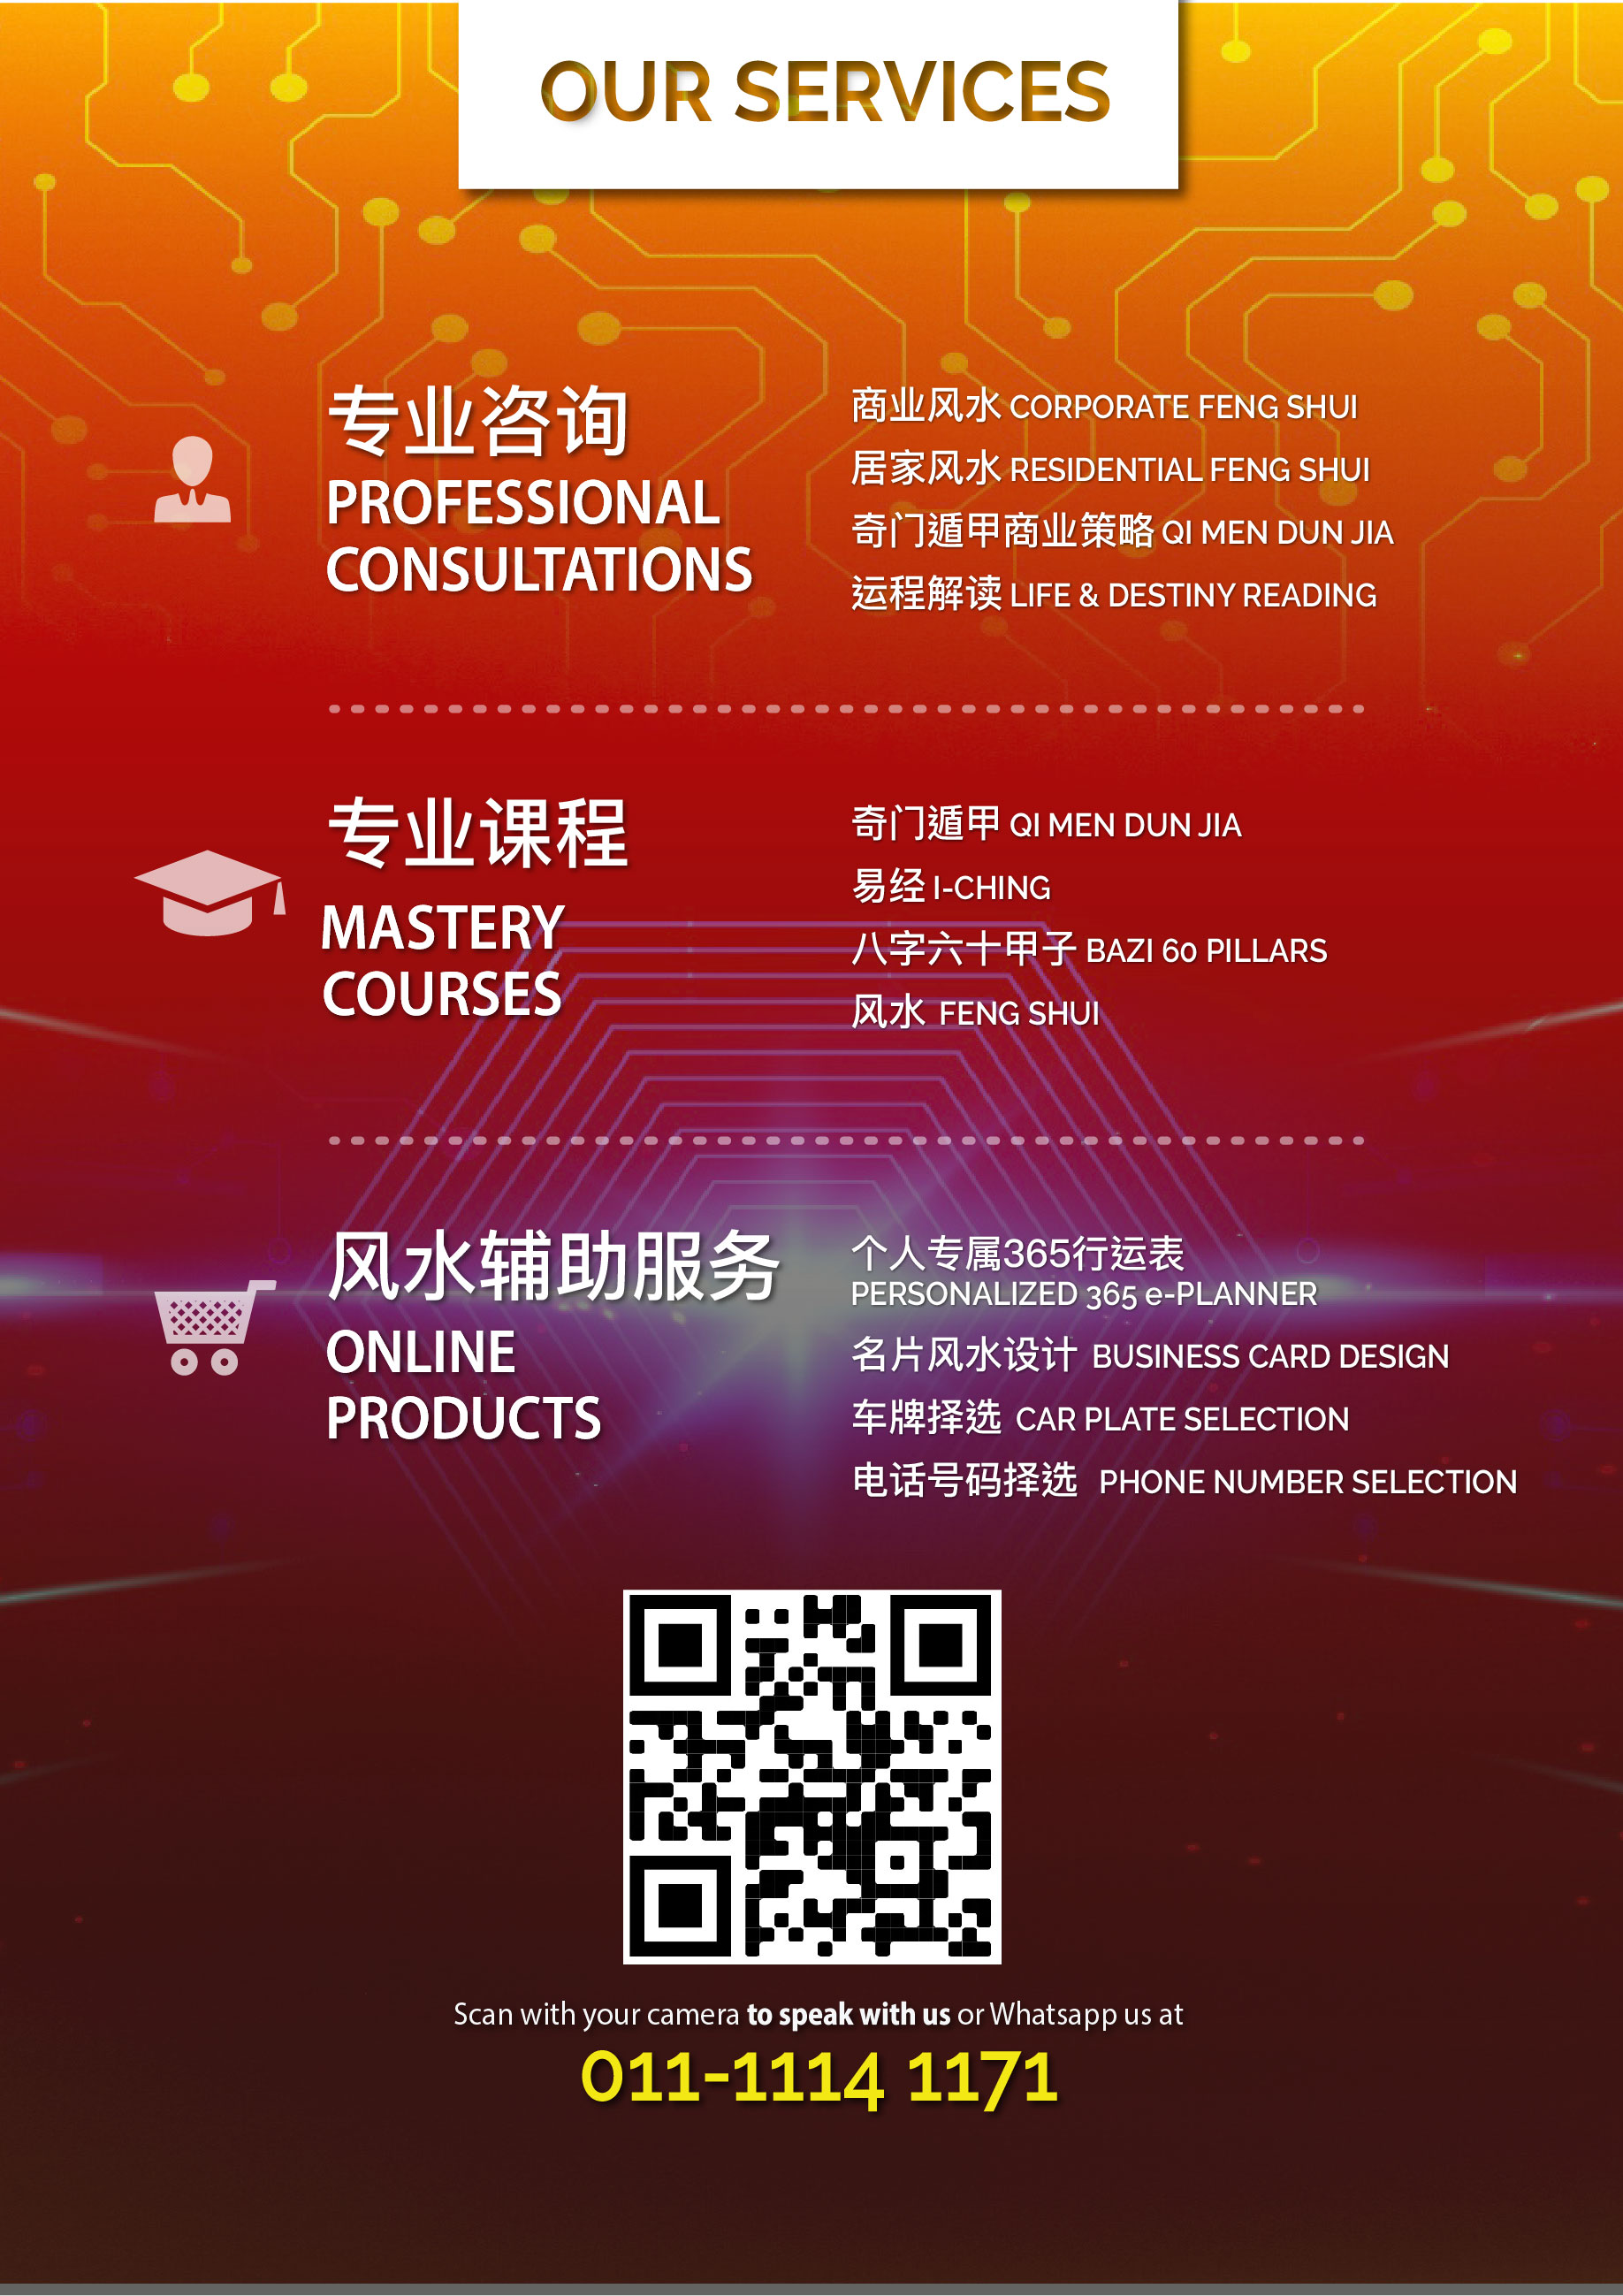 OUR SERVICES
专业咨询
PROFESSIONAL
CONSULTATIONS
商业风水 CORPORATE FENG SHUI
居家风水 RESIDENTIAL FENG SHUI
奇门遁甲商业策略 QI MEN DUN JIA
运程解读 LIFE & DESTINY READING
专业课程
MASTERY
COURSES
奇门遁甲 QI MEN DUN JIA
易经 I-CHING
八字六十甲子 BAZI 60 PILLARS
风水 FENG SHUI
风水辅助服务
ONLINE
PRODUCTS
个人专属365行运表
PERSONALIZED 365 e-PLANNER
名片风水设计 BUSINESS CARD DESIGN
车牌择选 CAR PLATE SELECTION
电话号码择选 PHONE NUMBER SELECTION
Scan with your camera to speak with us or Whatsapp us at
011-1114 1171